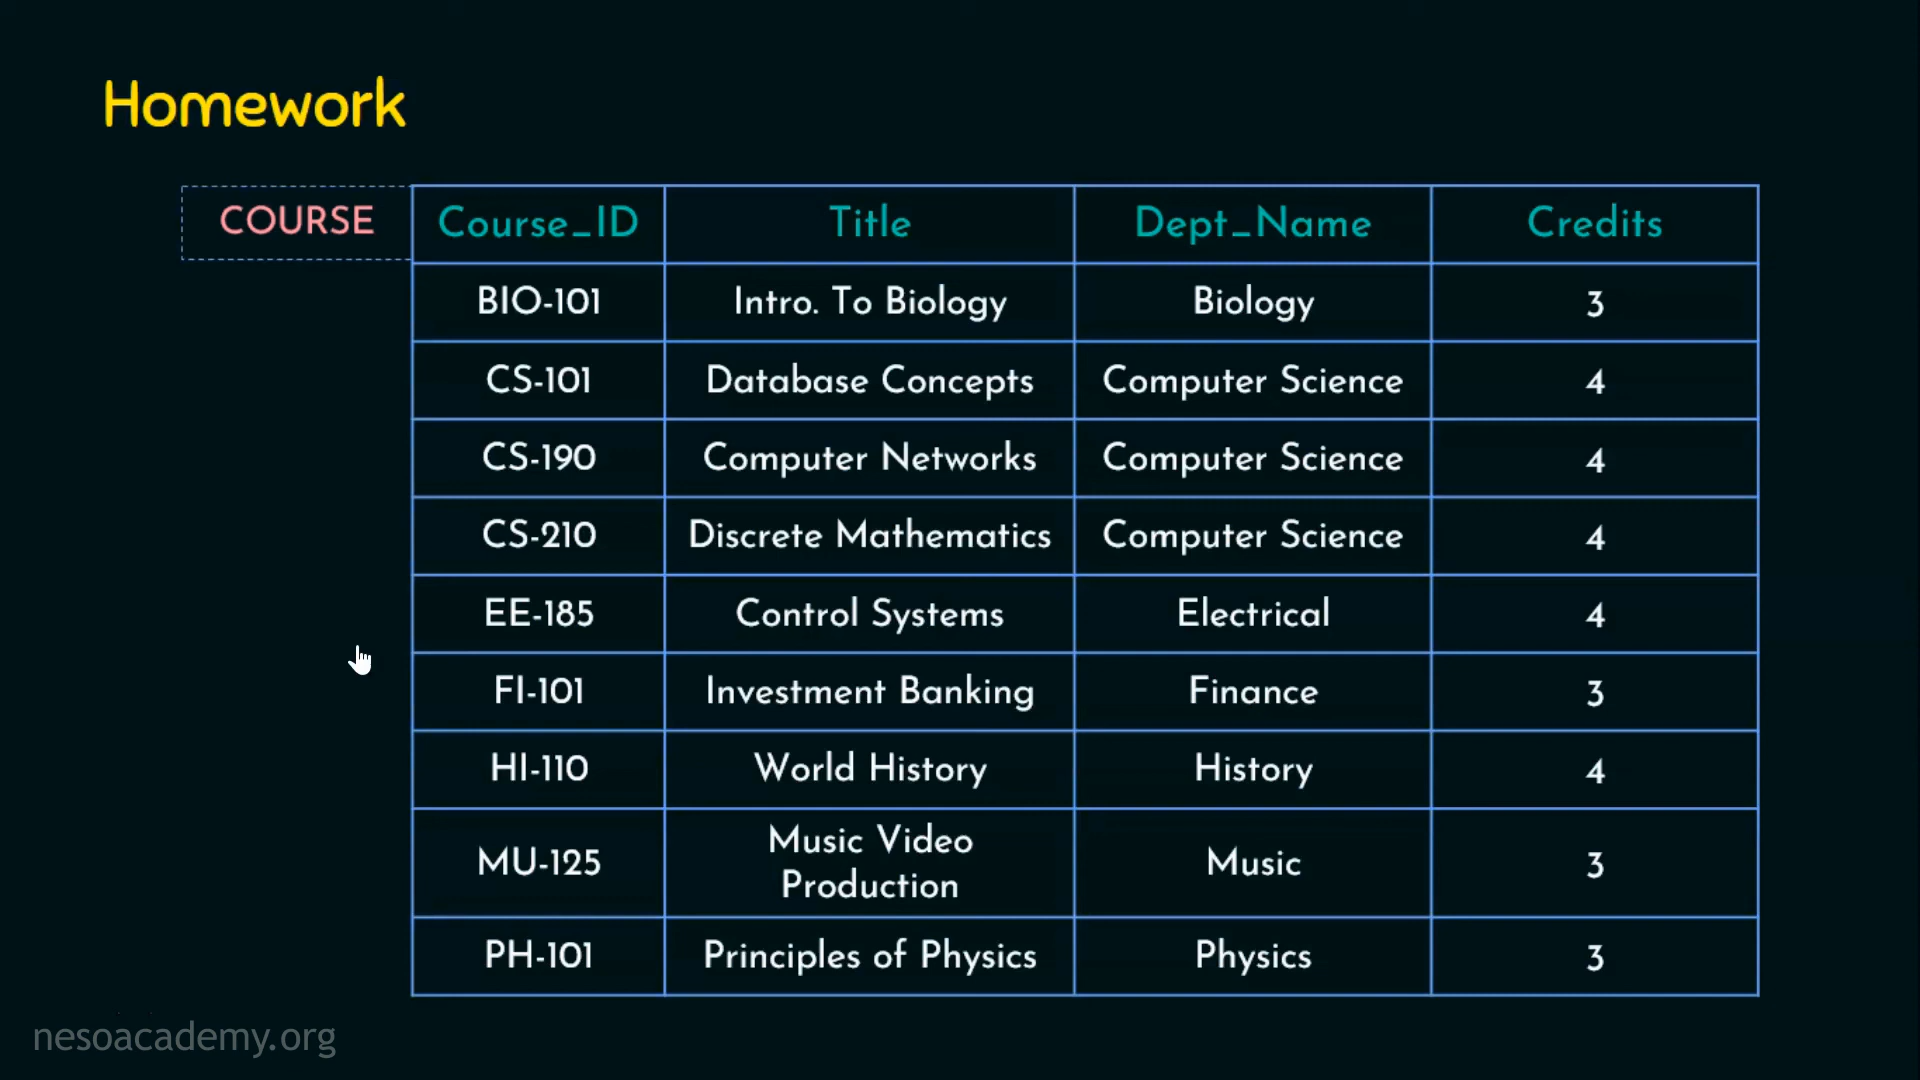 Homework
COURSE Course_ID Title Dept_Name Credits
BIO-101 Intro. To Biology Biology 3
CS-101 Database Concepts Computer Science 4
CS-190 Computer Networks Computer Science 4
CS-210 Discrete Mathematics Computer Science 4
EE-185 Control Systems Electrical 4
FI-101 Investment Banking Finance 3
HI-110 World History History 4
MU-125 Music Video Production Music 3
PH-101 Principles of Physics Physics 3
nesoacademy.org